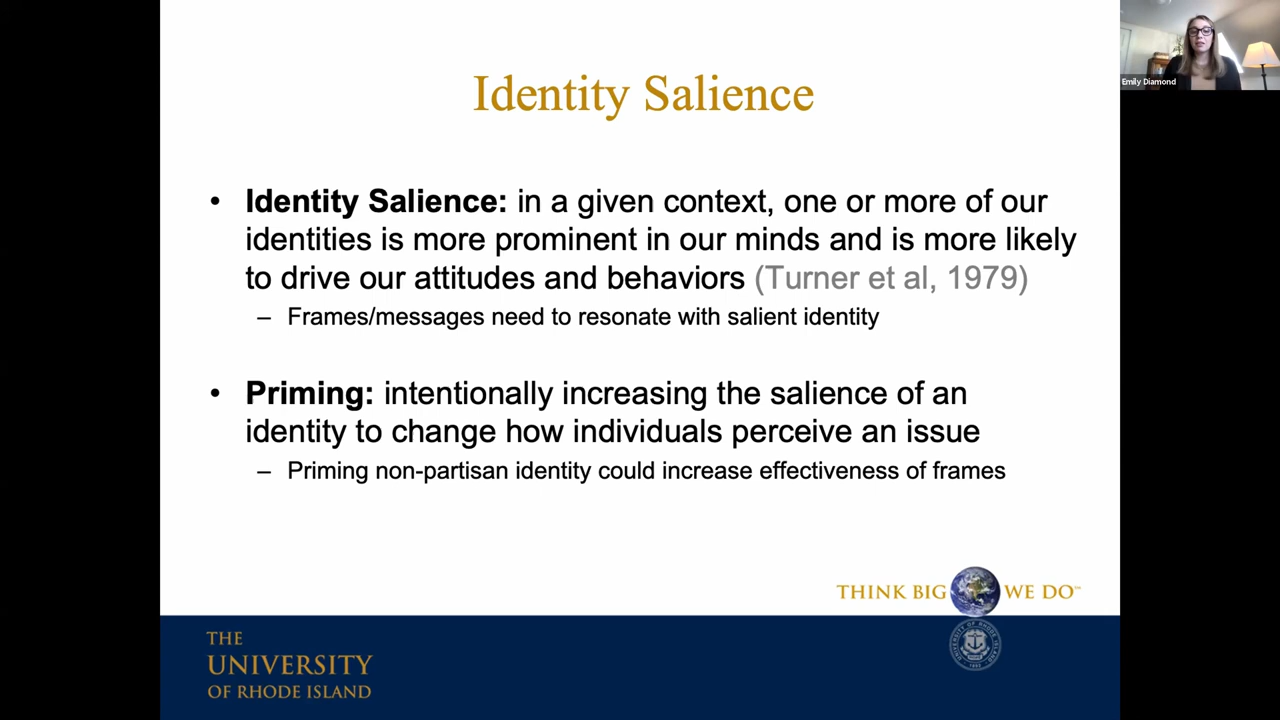 Identity Salience
Emily Diamond
• Identity Salience: in a given context, one or more of our
identities is more prominent in our minds and is more likely
to drive our attitudes and behaviors (Turner et al, 1979)
– Frames/messages need to resonate with salient identity
• Priming: intentionally increasing the salience of an
identity to change how individuals perceive an issue
– Priming non-partisan identity could increase effectiveness of frames
THINK BIG WE DO™
THE
UNIVERSITY
OF RHODE ISLAND